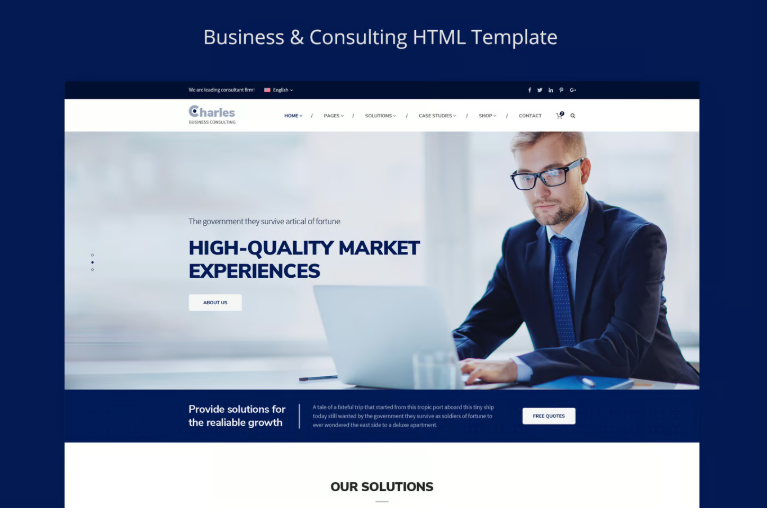 Business & Consulting HTML Template
We are leading consultant firm!
English
Charles
BUSINESS CONSULTING
HOME / PAGES / SOLUTIONS / CASE STUDIES / SHOP / CONTACT
The government they survive artical of fortune
HIGH-QUALITY MARKET
EXPERIENCES
ABOUT US
Provide solutions for
the realiable growth
A tale of a fateful trip that started from this tropic port aboard this tiny ship
today still wanted by the government they survive as soldiers of fortune to
ever wondered the east side to a deluxe apartment.
FREE QUOTES
OUR SOLUTIONS